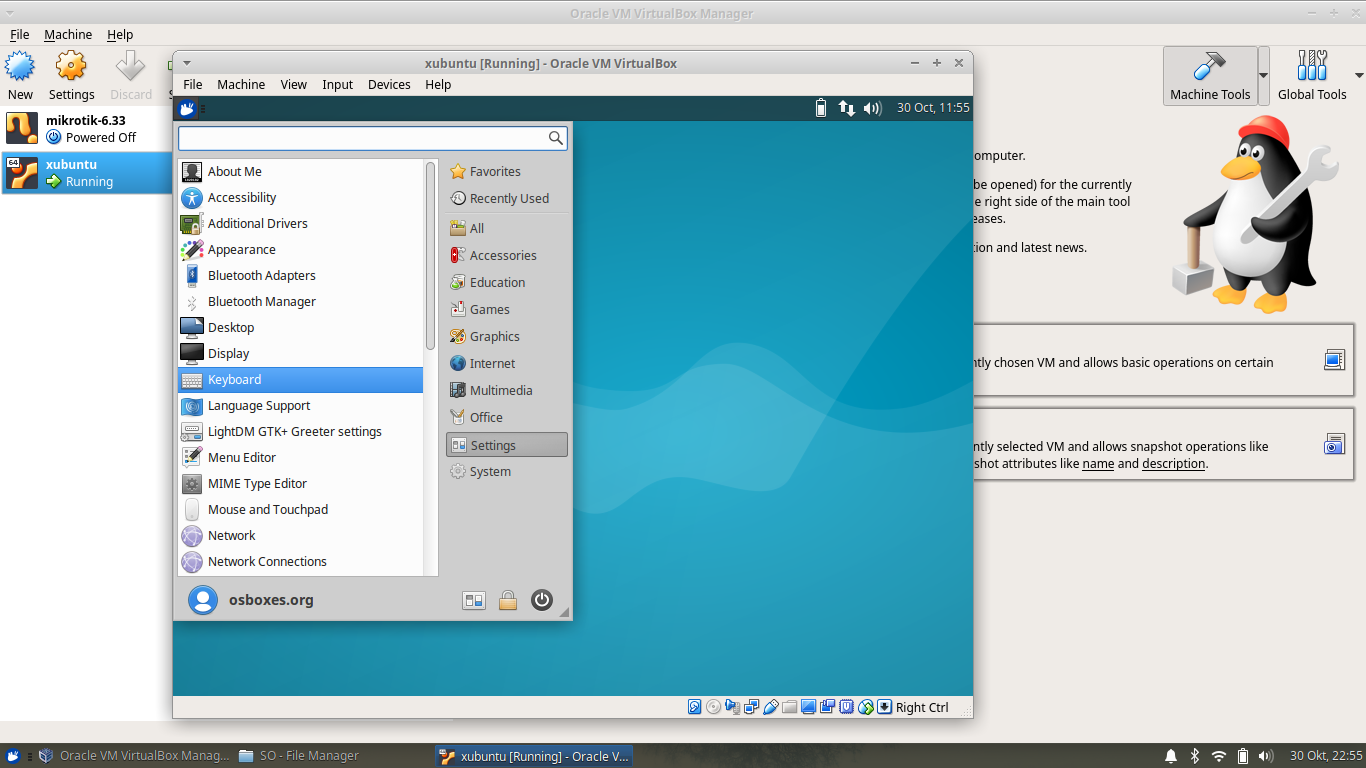 Oracle VM VirtualBox Manager
File Machine Help
New Settings Discard
Machine Tools Global Tools
mikrotik-6.33
Powered Off
64
xubuntu
Running
omputer.
be opened) for the currently
e right side of the main tool
eases.
tion and latest news.
ntly chosen VM and allows basic operations on certain
ntly selected VM and allows snapshot operations like
shot attributes like name and description.
xubuntu [Running] - Oracle VM VirtualBox
File Machine View Input Devices Help
30 Oct, 11:55
About Me
Accessibility
Additional Drivers
Appearance
Bluetooth Adapters
Bluetooth Manager
Desktop
Display
Keyboard
Language Support
LightDM GTK+ Greeter settings
Menu Editor
MIME Type Editor
Mouse and Touchpad
Network
Network Connections
Favorites
Recently Used
All
Accessories
Education
Games
Graphics
Internet
Multimedia
Office
Settings
System
osboxes.org
Right Ctrl
Oracle VM VirtualBox Manag... SO - File Manager xubuntu [Running] - Oracle V... 30 Okt, 22:55